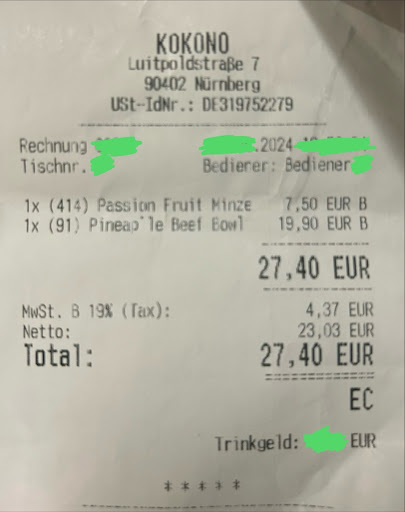 KOKONO
Luitpoldstraße 7
90402 Nürnberg
USt-IdNr.: DE319752279
Rechnung .2024
Tischnr. Bediener: Bediener
1x (414) Passion Fruit Minze 7,50 EUR B
1x (91) Pineap`le Beef Bowl 19,90 EUR B
27,40 EUR
MwSt. B 19% (Tax): 4,37 EUR
Netto: 23,03 EUR
Total: 27,40 EUR
EC
Trinkgeld: EUR
* * * * *